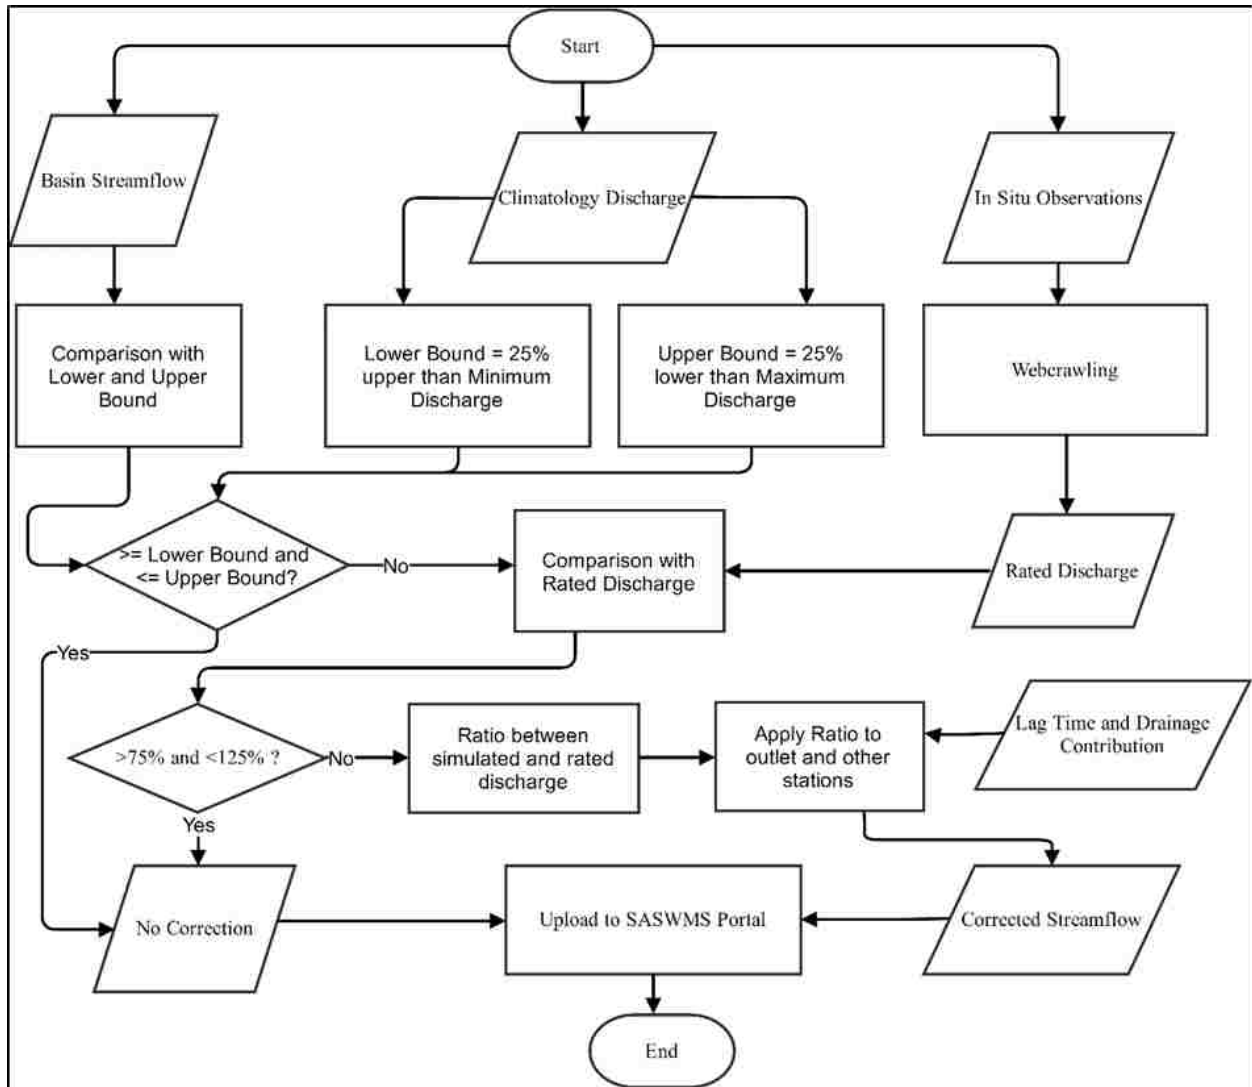 Start
Basin Streamflow
Climatology Discharge
In Situ Observations
Comparison with
Lower and Upper
Bound
Lower Bound = 25%
upper than Minimum
Discharge
Upper Bound = 25%
lower than Maximum
Discharge
Webcrawling
>= Lower Bound and
<= Upper Bound?
No
Comparison with
Rated Discharge
Rated Discharge
Yes
>75% and <125% ?
No
Ratio between
simulated and rated
discharge
Apply Ratio to
outlet and other
stations
Lag Time and Drainage
Contribution
Yes
No Correction
Upload to SASWMS Portal
Corrected Streamflow
End